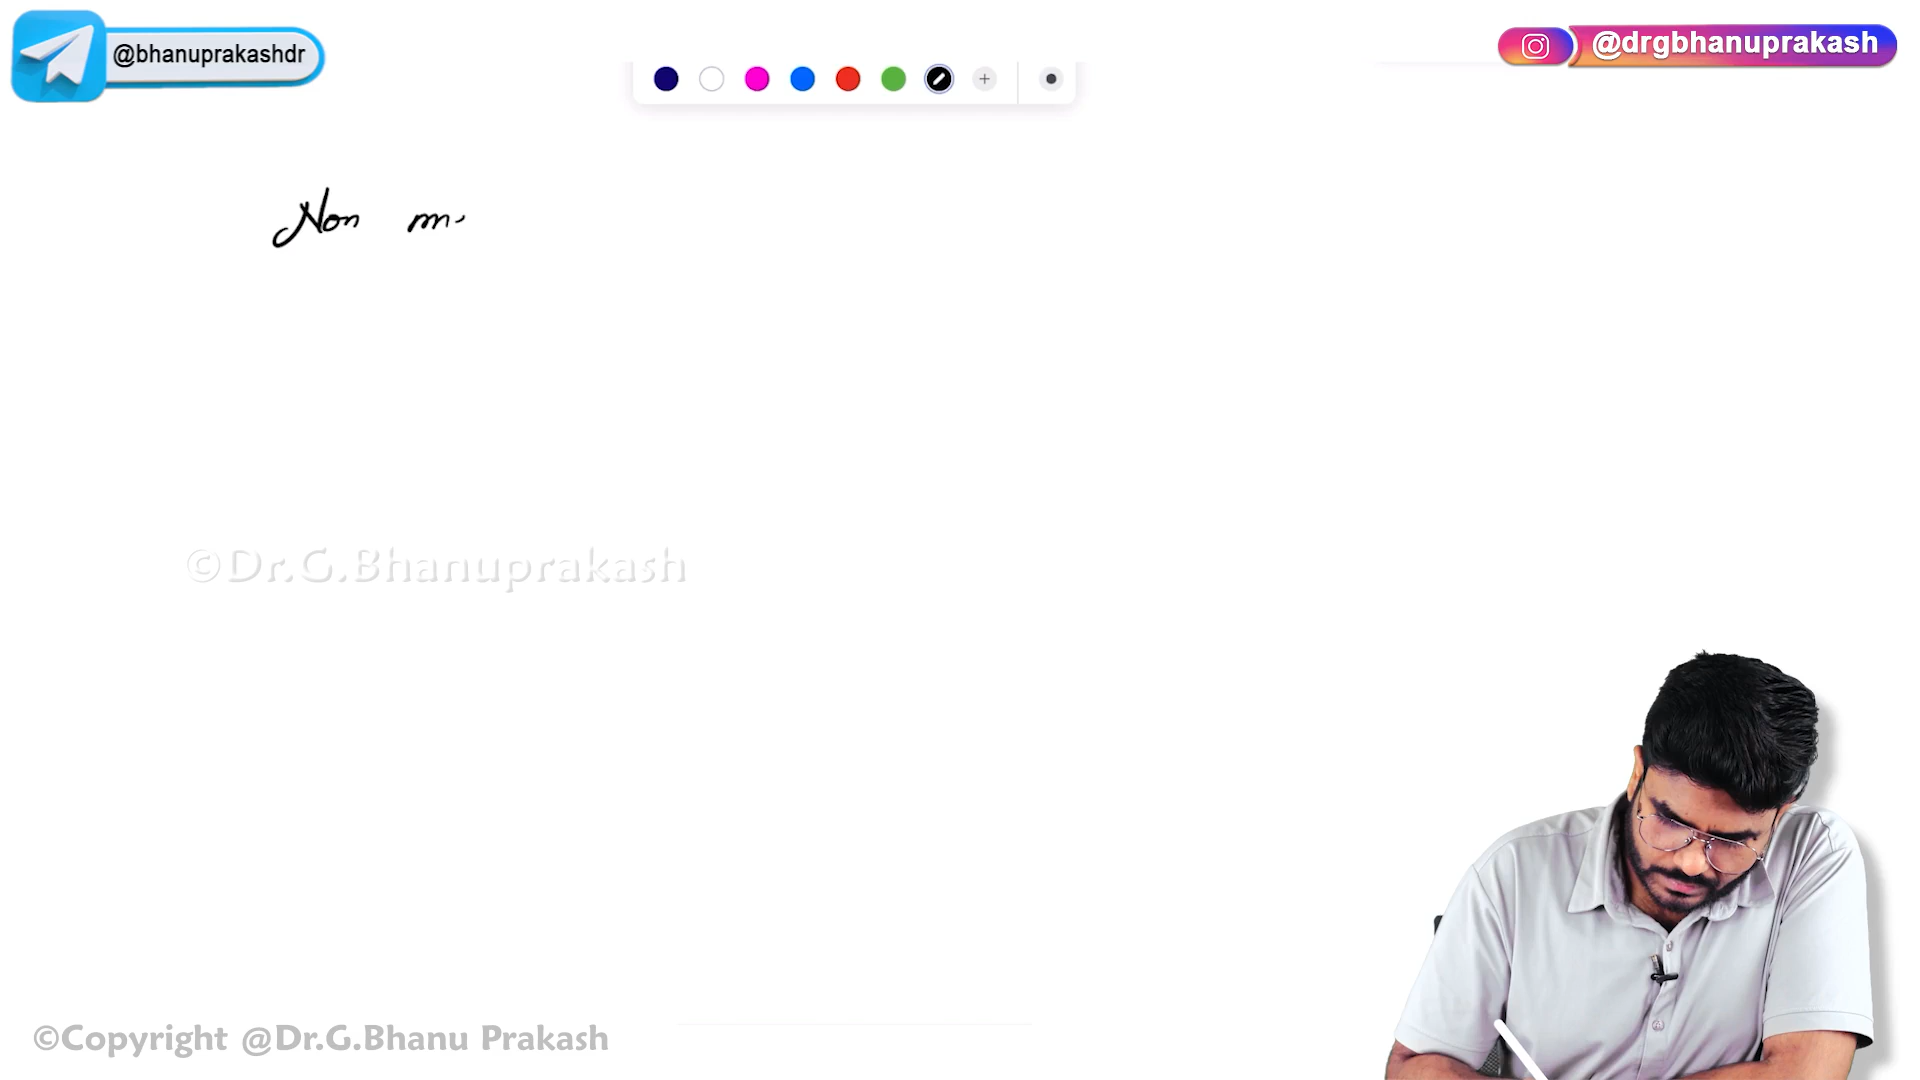 @bhanuprakashdr
@drgbhanuprakash
Non m
©Dr.G.Bhanuprakash
©Copyright @Dr.G.Bhanu Prakash